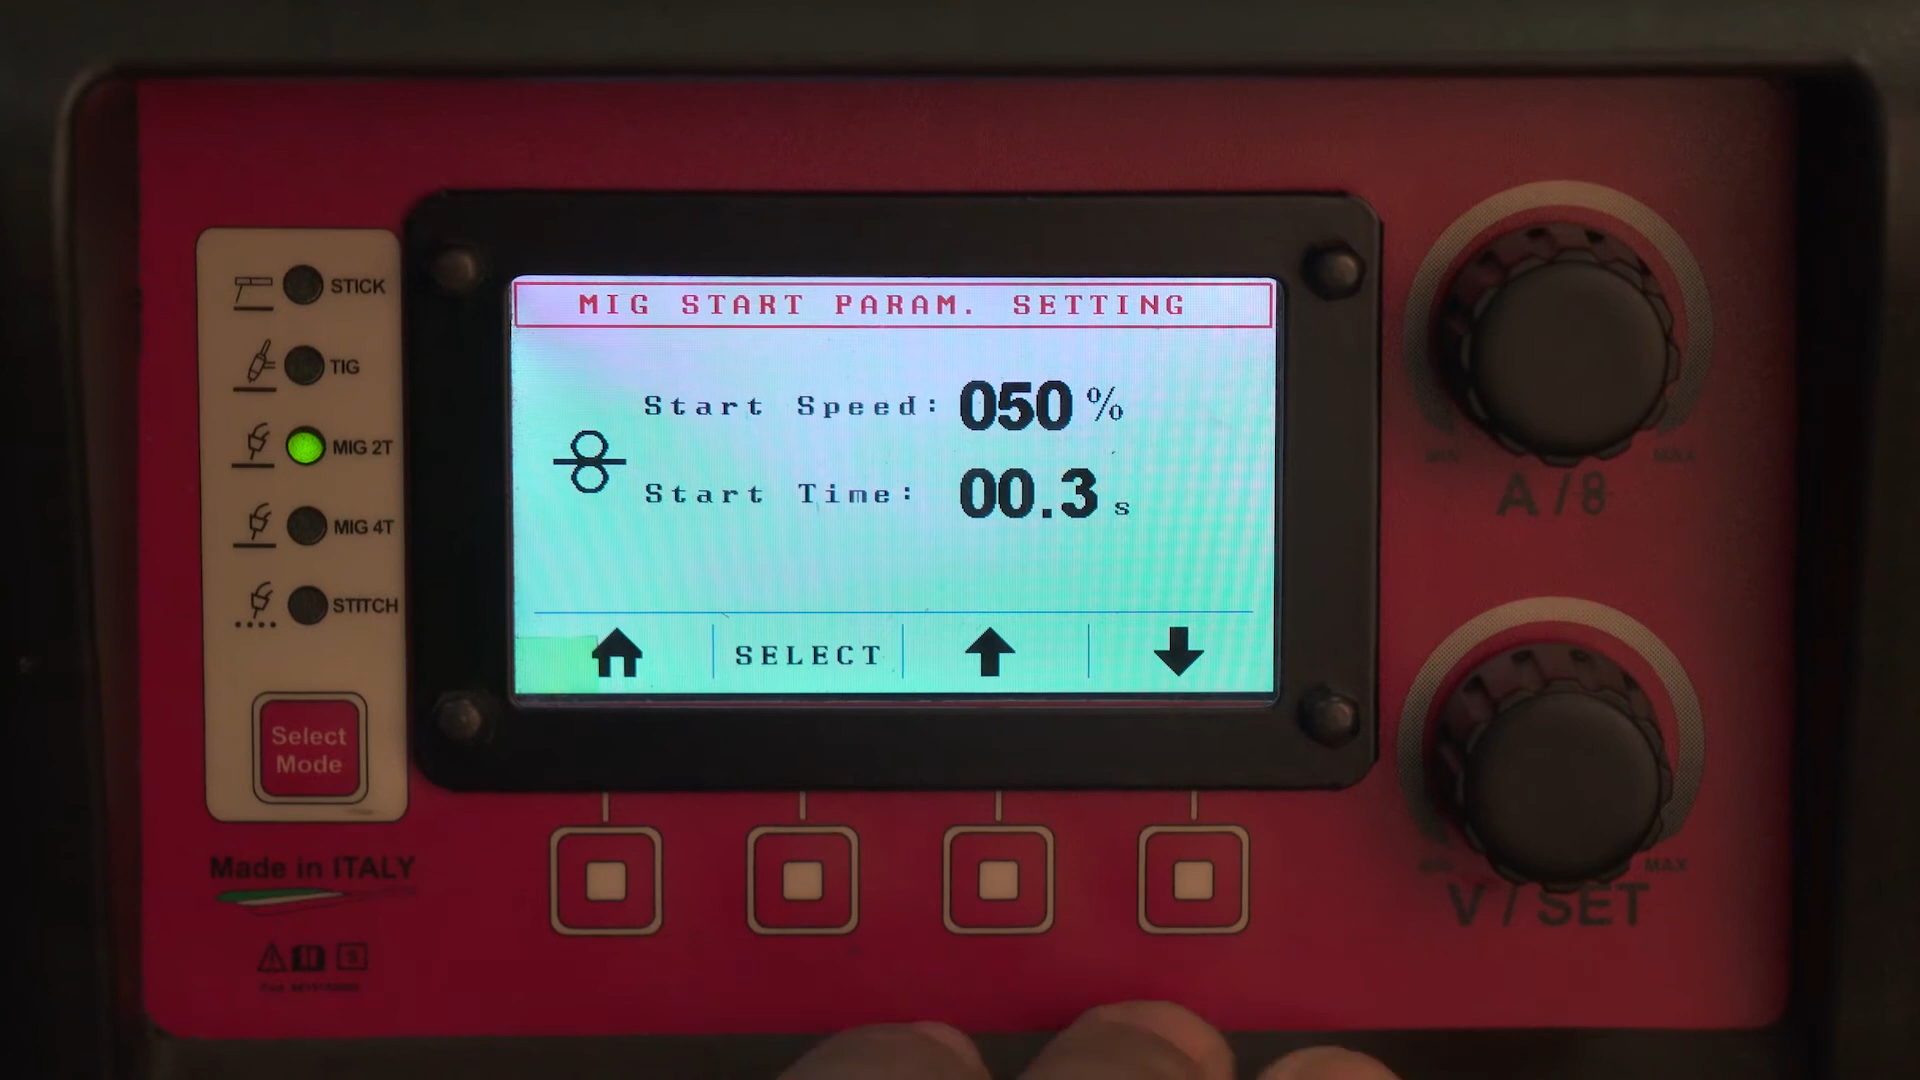 MIG START PARAM. SETTING
Start Speed: 050 %
Start Time: 00.3 s
SELECT
STICK
TIG
MIG 2T
MIG 4T
STITCH
Select
Mode
Made in ITALY
MIN
MAX
A / 8
MIN
MAX
V / SET